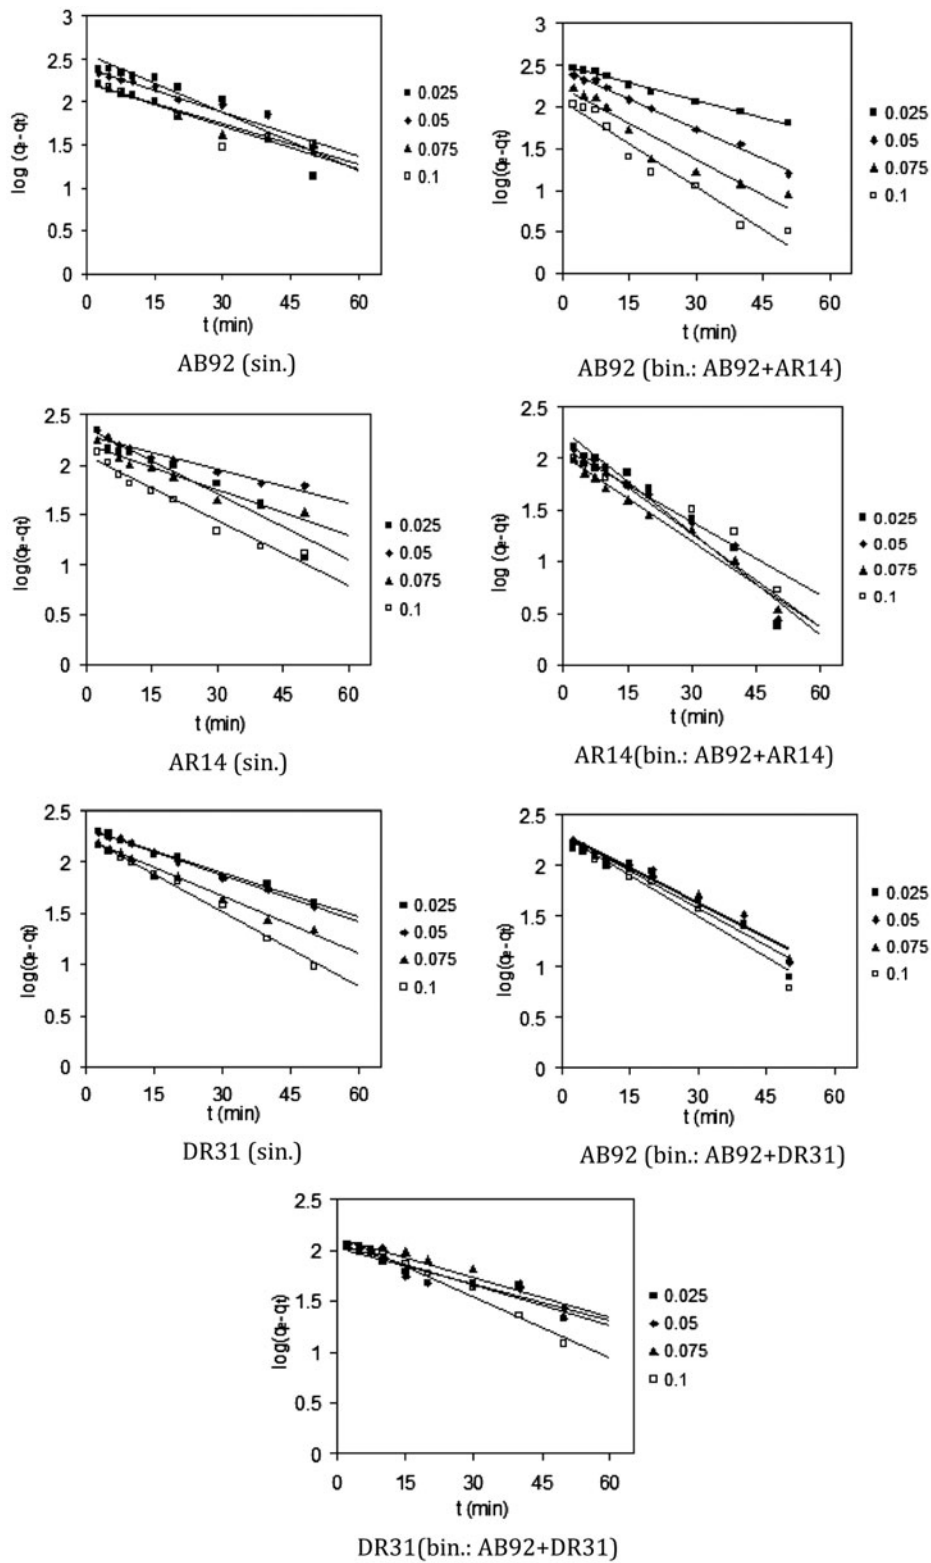 3
2.5
2
1.5
1
0.5
0
log (qe-qt)
0 15 30 45 60
t (min)
0.025
0.05
0.075
0.1
AB92 (sin.)
3
2.5
2
1.5
1
0.5
0
log(qe-qt)
0 15 30 45 60
t (min)
0.025
0.05
0.075
0.1
AB92 (bin.: AB92+AR14)
2.5
2
1.5
1
0.5
0
log(qe-qt)
0 15 30 45 60
t (min)
0.025
0.05
0.075
0.1
AR14 (sin.)
2.5
2
1.5
1
0.5
0
log (qe-qt)
0 15 30 45 60
t (min)
0.025
0.05
0.075
0.1
AR14(bin.: AB92+AR14)
2.5
2
1.5
1
0.5
0
log(qe-qt)
0 15 30 45 60
t (min)
0.025
0.05
0.075
0.1
DR31 (sin.)
2.5
2
1.5
1
0.5
0
log(qe-qt)
0 15 30 45 60
t (min)
0.025
0.05
0.075
0.1
AB92 (bin.: AB92+DR31)
2.5
2
1.5
1
0.5
0
log(qe-qt)
0 15 30 45 60
t (min)
0.025
0.05
0.075
0.1
DR31(bin.: AB92+DR31)